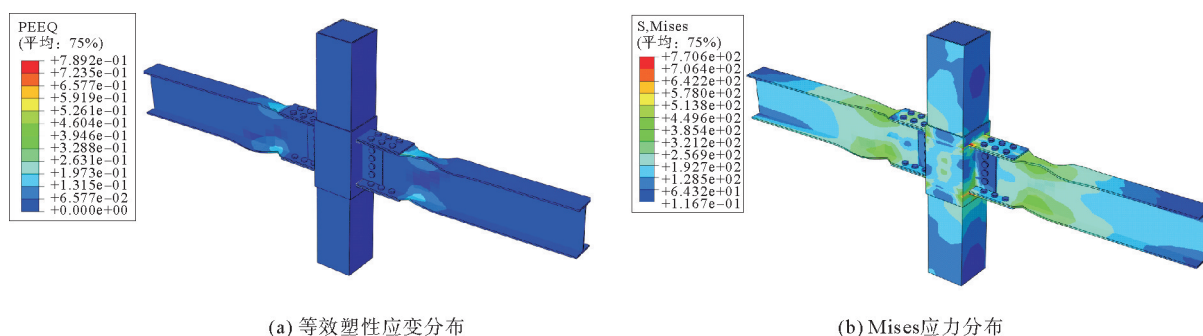 PEEQ
(平均: 75%)
+7.892e-01
+7.235e-01
+6.577e-01
+5.919e-01
+5.261e-01
+4.604e-01
+3.946e-01
+3.288e-01
+2.631e-01
+1.973e-01
+1.315e-01
+6.577e-02
+0.000e+00
(a) 等效塑性应变分布
S,Mises
(平均: 75%)
+7.706e+02
+7.064e+02
+6.422e+02
+5.780e+02
+5.138e+02
+4.496e+02
+3.854e+02
+3.212e+02
+2.569e+02
+1.927e+02
+1.285e+02
+6.432e+01
+1.167e-01
(b) Mises应力分布